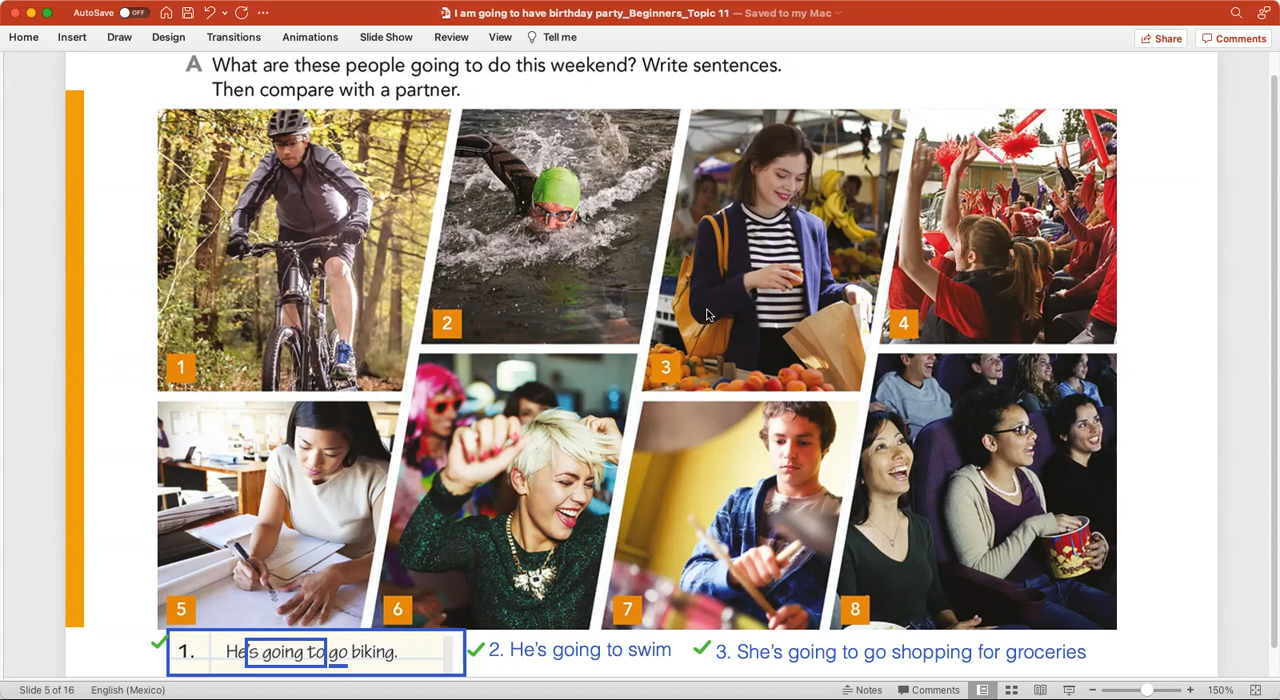 AutoSave OFF
I am going to have birthday party_Beginners_Topic 11 — Saved to my Mac
Home Insert Draw Design Transitions Animations Slide Show Review View Tell me Share Comments
A What are these people going to do this weekend? Write sentences.
Then compare with a partner.
1
2
3
4
5
6
7
8
1. He's going to go biking.
2. He's going to swim
3. She's going to go shopping for groceries
Slide 5 of 16 English (Mexico) Notes Comments 150%